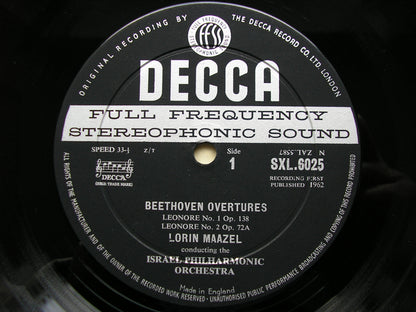 ORIGINAL RECORDING BY THE DECCA RECORD CO. LTD. LONDON
FULL FREQUENCY STEREOPHONIC SOUND
ffss
DECCA
FULL FREQUENCY
STEREOPHONIC SOUND
SPEED 33⅓ Z/T Side ZAL.5587 N
1 SXL.6025
DECCA RECORDING FIRST
(REGD. TRADE MARK) PUBLISHED 1962
BEETHOVEN OVERTURES
LEONORE No. 1 Op. 138
LEONORE No. 2 Op. 72A
LORIN MAAZEL
conducting the
ISRAEL PHILHARMONIC
ORCHESTRA
Made in England
ALL RIGHTS OF THE MANUFACTURER AND OF THE OWNER OF THE RECORDED WORK RESERVED · UNAUTHORISED PUBLIC PERFORMANCE BROADCASTING AND COPYING OF THIS RECORD PROHIBITED